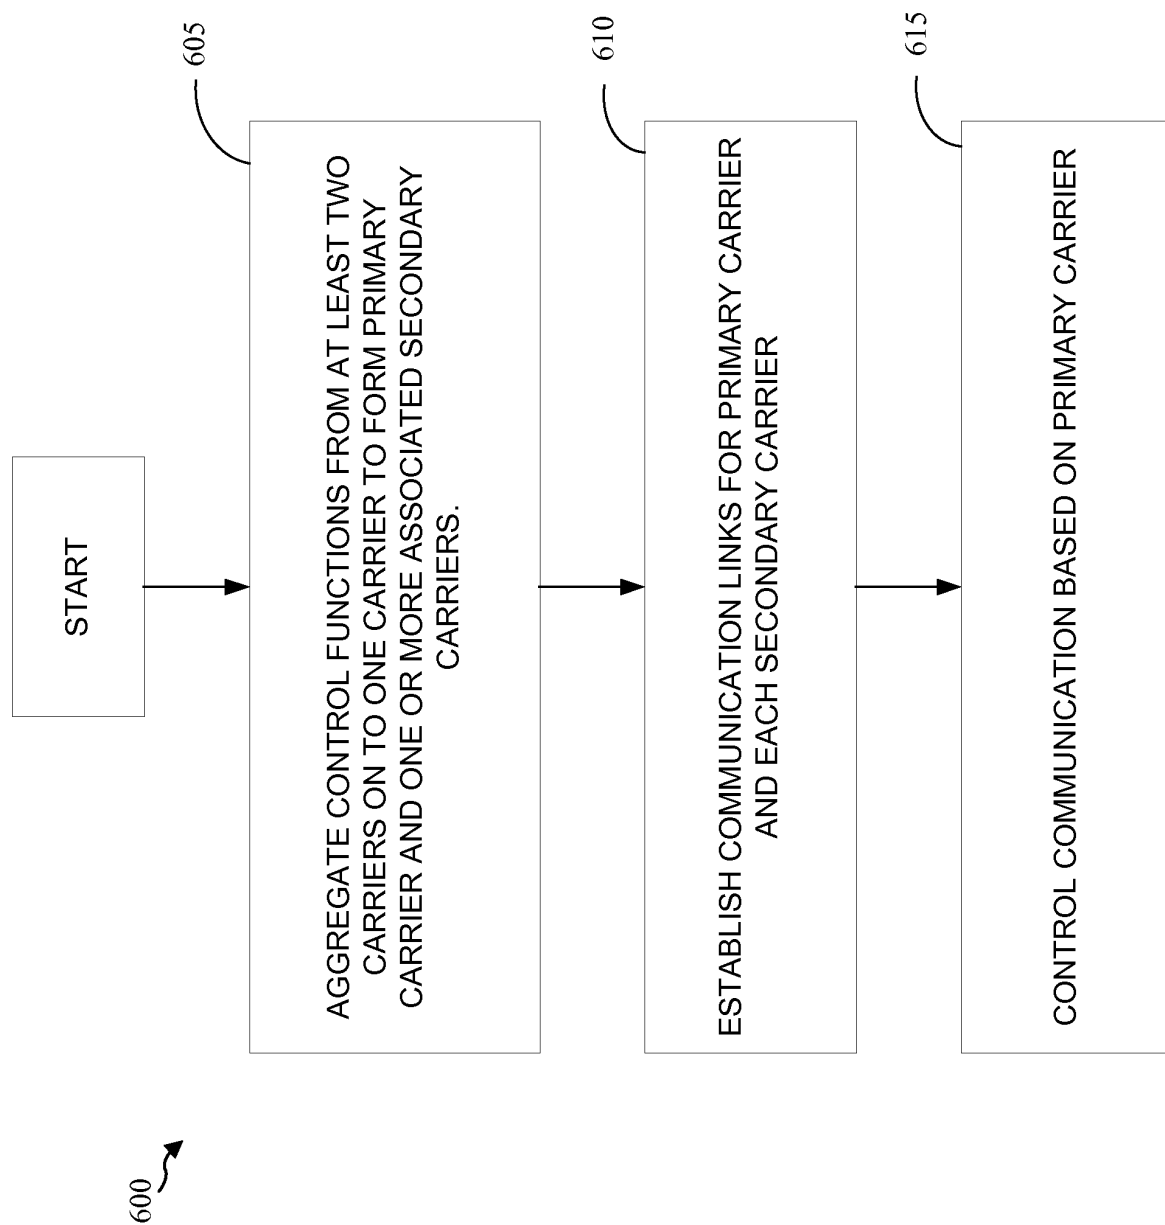 600
START
605
AGGREGATE CONTROL FUNCTIONS FROM AT LEAST TWO
CARRIERS ON TO ONE CARRIER TO FORM PRIMARY
CARRIER AND ONE OR MORE ASSOCIATED SECONDARY
CARRIERS.
610
ESTABLISH COMMUNICATION LINKS FOR PRIMARY CARRIER
AND EACH SECONDARY CARRIER
615
CONTROL COMMUNICATION BASED ON PRIMARY CARRIER